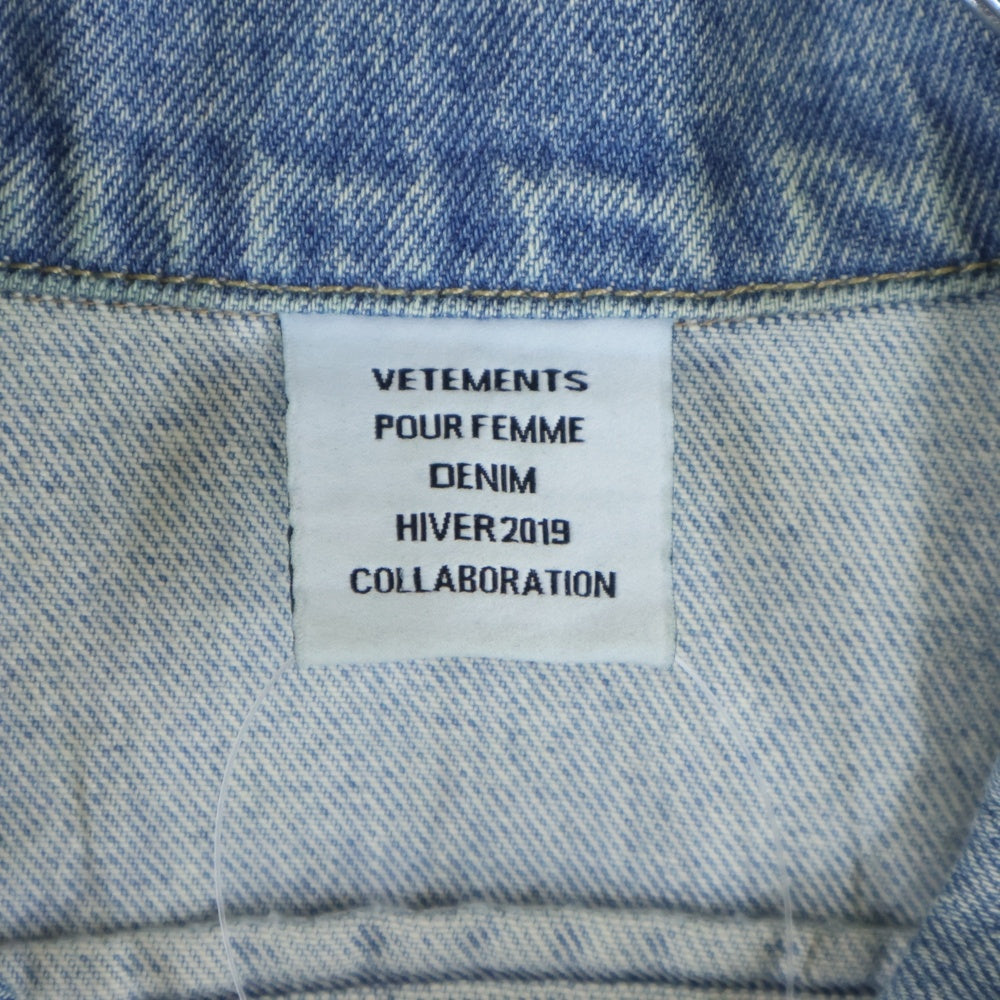 VETEMENTS
POUR FEMME
DENIM
HIVER 2019
COLLABORATION